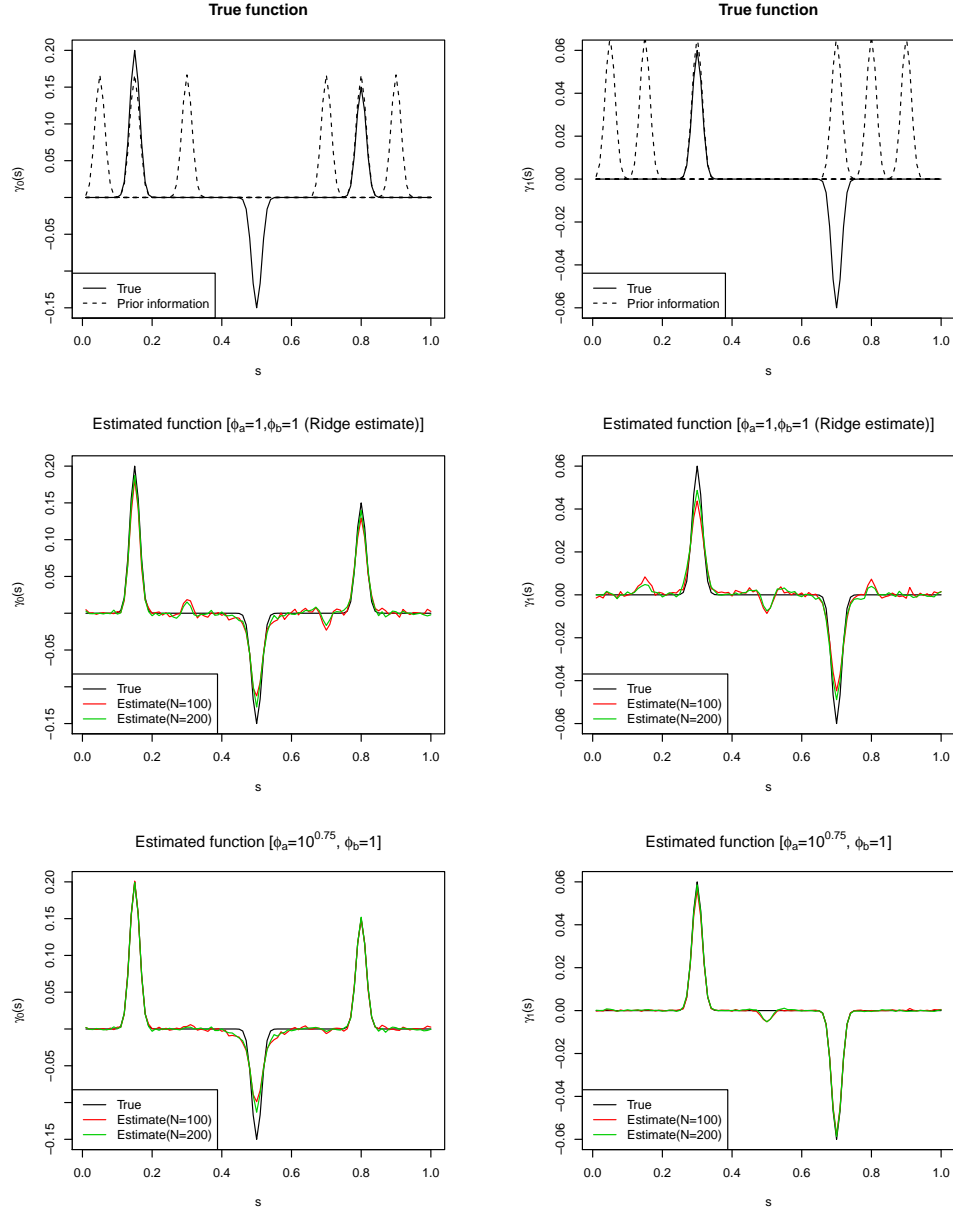 True function
γ0(s)
0.20
0.15
0.10
0.05
0.00
−0.05
−0.15
True
Prior information
0.0 0.2 0.4 0.6 0.8 1.0
s
True function
γ1(s)
0.06
0.04
0.02
0.00
−0.02
−0.04
−0.06
True
Prior information
0.0 0.2 0.4 0.6 0.8 1.0
s
Estimated function [ϕa=1,ϕb=1 (Ridge estimate)]
γ0(s)
0.20
0.15
0.10
0.05
0.00
−0.05
−0.15
True
Estimate(N=100)
Estimate(N=200)
0.0 0.2 0.4 0.6 0.8 1.0
s
Estimated function [ϕa=1,ϕb=1 (Ridge estimate)]
γ1(s)
0.06
0.04
0.02
0.00
−0.02
−0.04
−0.06
True
Estimate(N=100)
Estimate(N=200)
0.0 0.2 0.4 0.6 0.8 1.0
s
Estimated function [ϕa=10^0.75, ϕb=1]
γ0(s)
0.20
0.15
0.10
0.05
0.00
−0.05
−0.15
True
Estimate(N=100)
Estimate(N=200)
0.0 0.2 0.4 0.6 0.8 1.0
s
Estimated function [ϕa=10^0.75, ϕb=1]
γ1(s)
0.06
0.04
0.02
0.00
−0.02
−0.04
−0.06
True
Estimate(N=100)
Estimate(N=200)
0.0 0.2 0.4 0.6 0.8 1.0
s